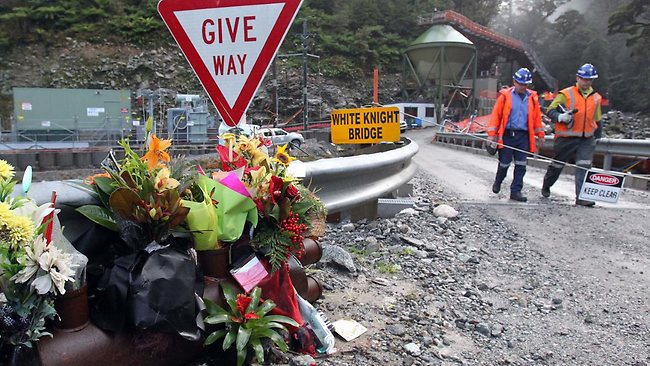 GIVE
WAY
WHITE KNIGHT
BRIDGE
DANGER
KEEP
CLEAR